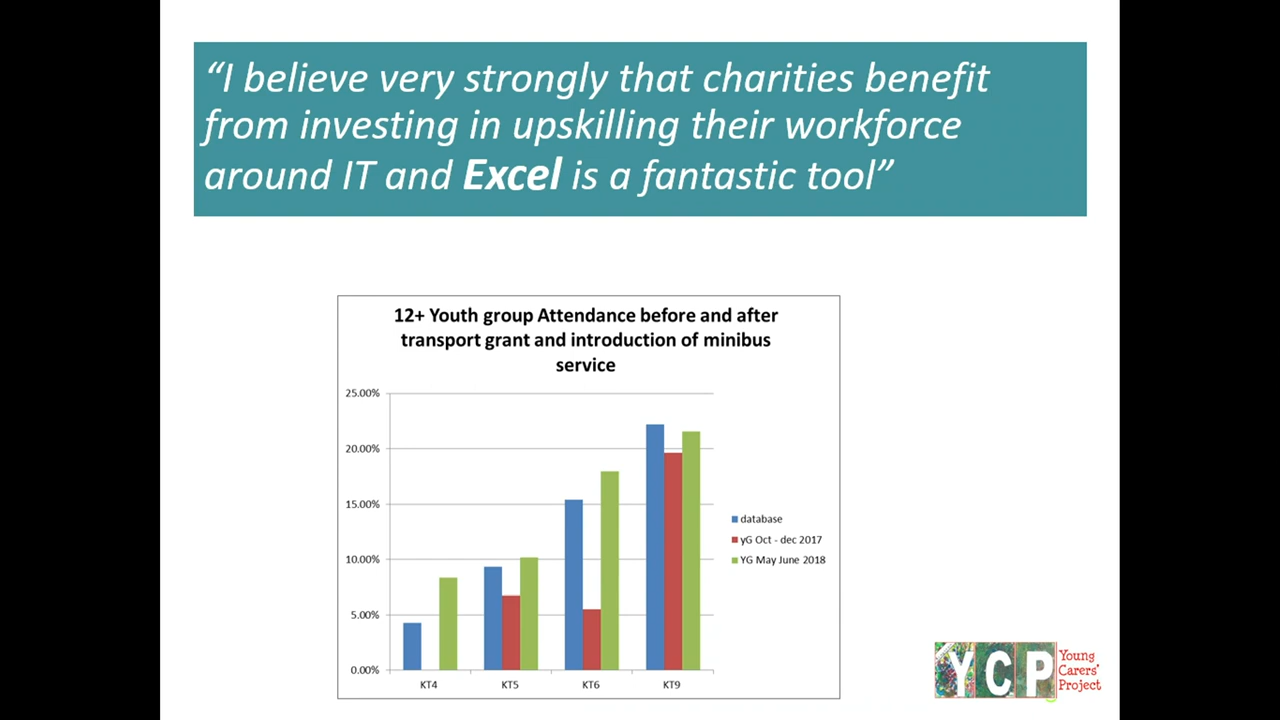 “I believe very strongly that charities benefit
from investing in upskilling their workforce
around IT and Excel is a fantastic tool”
12+ Youth group Attendance before and after
transport grant and introduction of minibus
service
25.00%
20.00%
15.00%
10.00%
5.00%
0.00%
KT4 KT5 KT6 KT9
database
yG Oct - dec 2017
YG May June 2018
YCP
Young
Carers'
Project